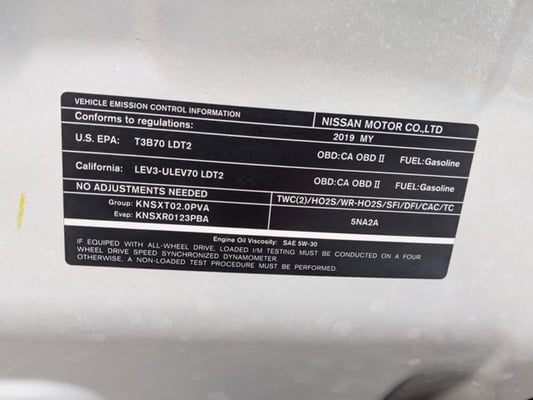 VEHICLE EMISSION CONTROL INFORMATION
NISSAN MOTOR CO.,LTD
Conforms to regulations:
2019 MY
U.S. EPA: T3B70 LDT2
OBD:CA OBD II FUEL:Gasoline
California: LEV3-ULEV70 LDT2
OBD:CA OBD II FUEL:Gasoline
NO ADJUSTMENTS NEEDED
Group: KNSXT02.0PVA
Evap: KNSXR0123PBA
TWC(2)/HO2S/WR-HO2S/SFI/DFI/CAC/TC
5NA2A
Engine Oil Viscosity: SAE 5W-30
IF EQUIPPED WITH ALL-WHEEL DRIVE, LOADED I/M TESTING MUST BE CONDUCTED ON A FOUR
WHEEL DRIVE SPEED SYNCHRONIZED DYNAMOMETER.
OTHERWISE, A NON-LOADED TEST PROCEDURE MUST BE PERFORMED.